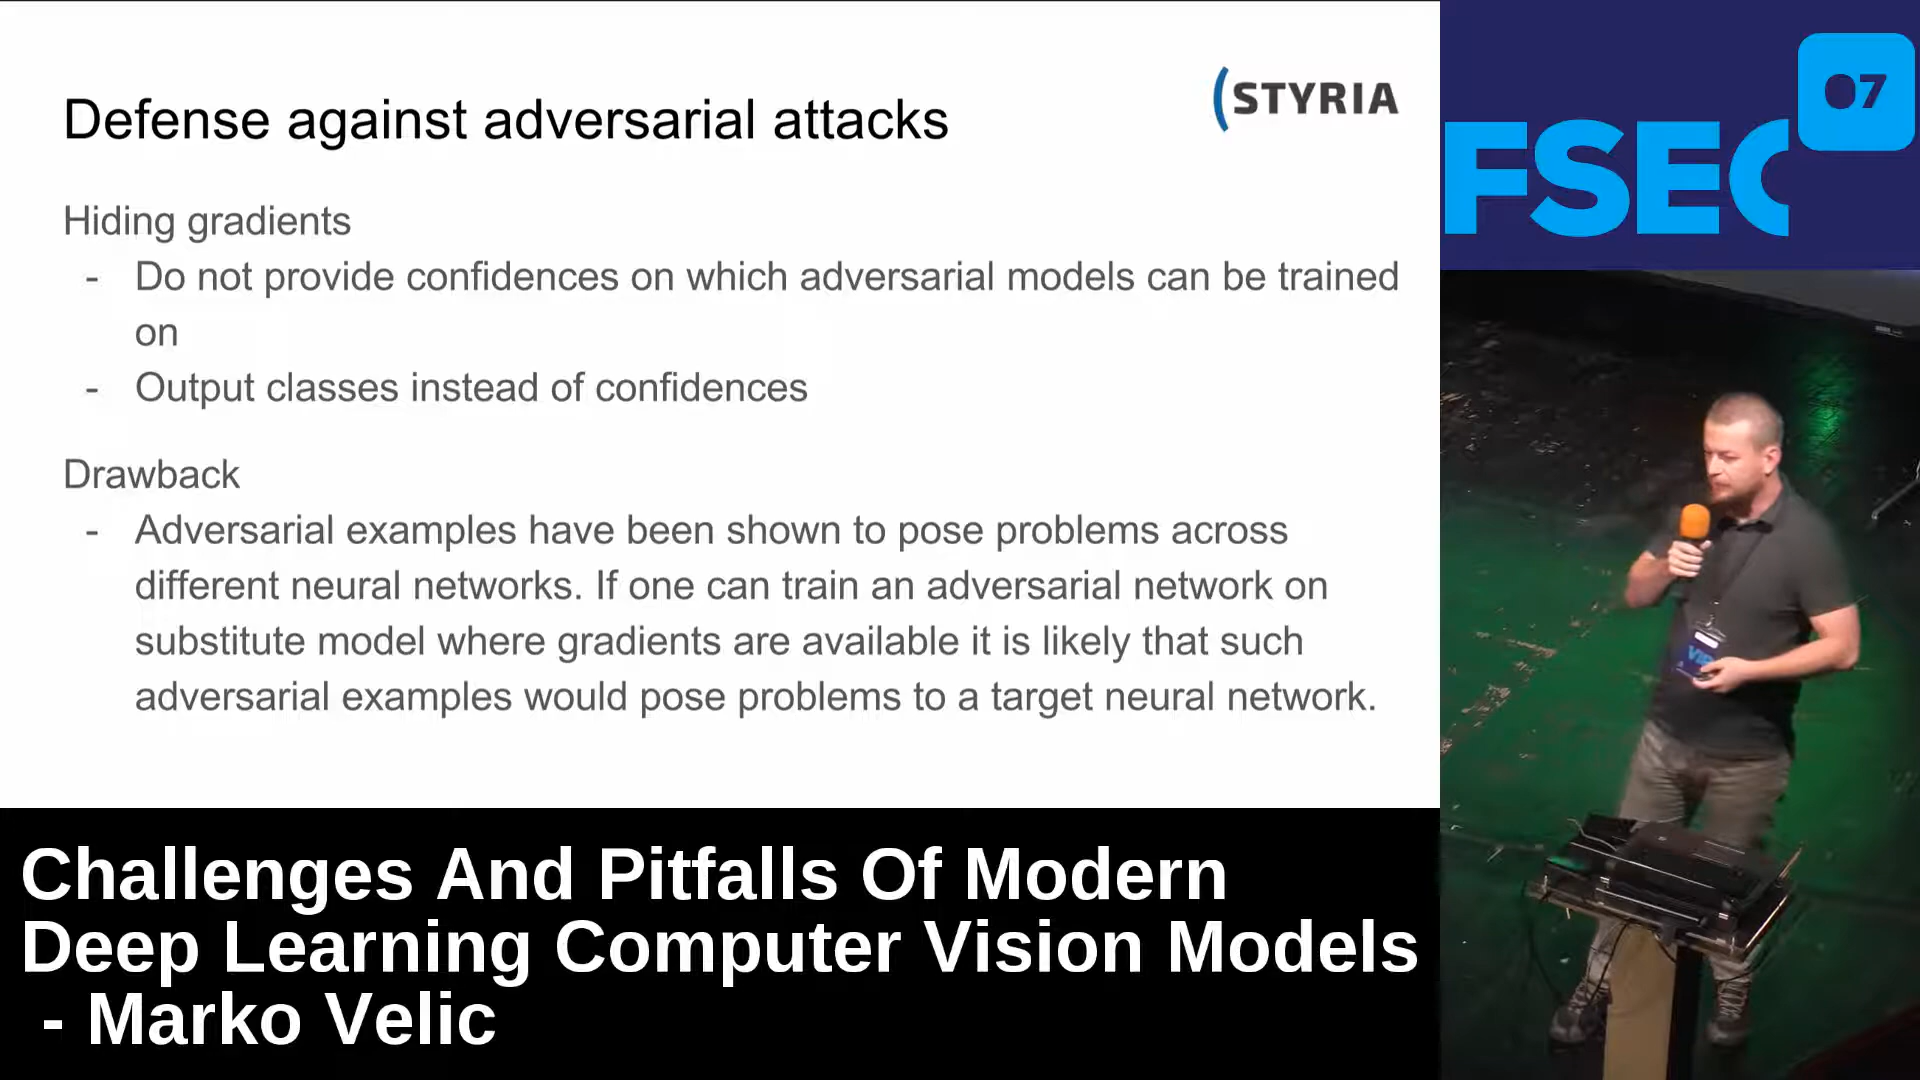 Defense against adversarial attacks
(STYRIA
Hiding gradients
- Do not provide confidences on which adversarial models can be trained
on
- Output classes instead of confidences
Drawback
- Adversarial examples have been shown to pose problems across
different neural networks. If one can train an adversarial network on
substitute model where gradients are available it is likely that such
adversarial examples would pose problems to a target neural network.
07
FSEC
VIP
Challenges And Pitfalls Of Modern
Deep Learning Computer Vision Models
- Marko Velic